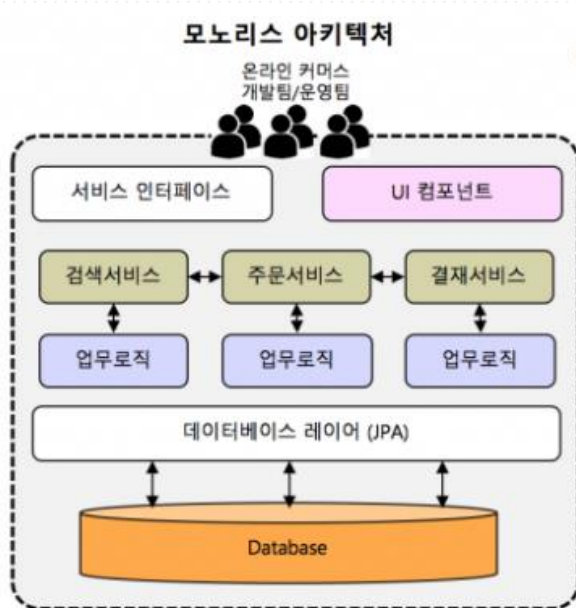 모노리스 아키텍처
온라인 커머스
개발팀/운영팀
서비스 인터페이스
UI 컴포넌트
검색서비스
주문서비스
결재서비스
업무로직
업무로직
업무로직
데이터베이스 레이어 (JPA)
Database